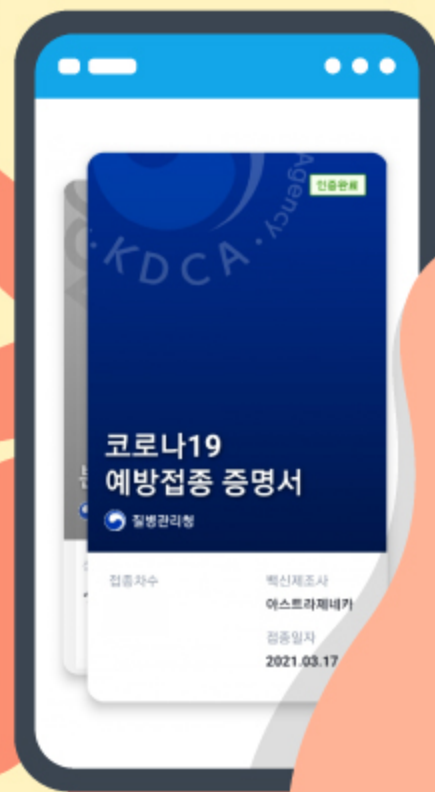 Agency
· KDCA ·
인증완료
코로나19
예방접종 증명서
질병관리청
접종차수
백신제조사
아스트라제네카
접종일자
2021.03.17